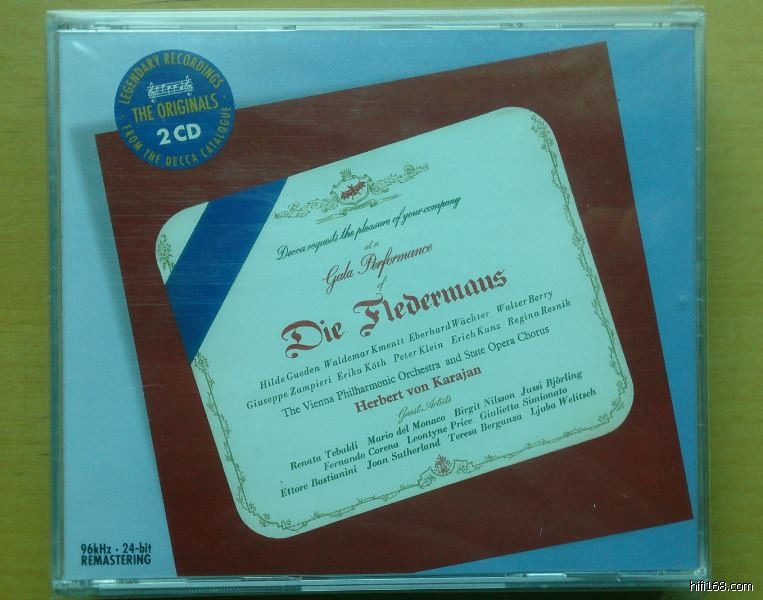 LEGENDARY RECORDINGS
THE ORIGINALS
2 CD
FROM THE DECCA CATALOGUE
Decca requests the pleasure of your company
at a
Gala Performance
of
Die Fledermaus
Hilde Gueden Waldemar Kmentt Eberhard Wächter Walter Berry
Giuseppe Zampieri Erika Köth Peter Klein Erich Kunz Regina Resnik
The Vienna Philharmonic Orchestra and State Opera Chorus
Herbert von Karajan
Guest Artists
Renata Tebaldi Mario del Monaco Birgit Nilsson Jussi Björling
Fernando Corena Leontyne Price Giulietta Simionato
Ettore Bastianini Joan Sutherland Teresa Berganza Ljuba Welitsch
96kHz · 24-bit
REMASTERING
hifi168.com